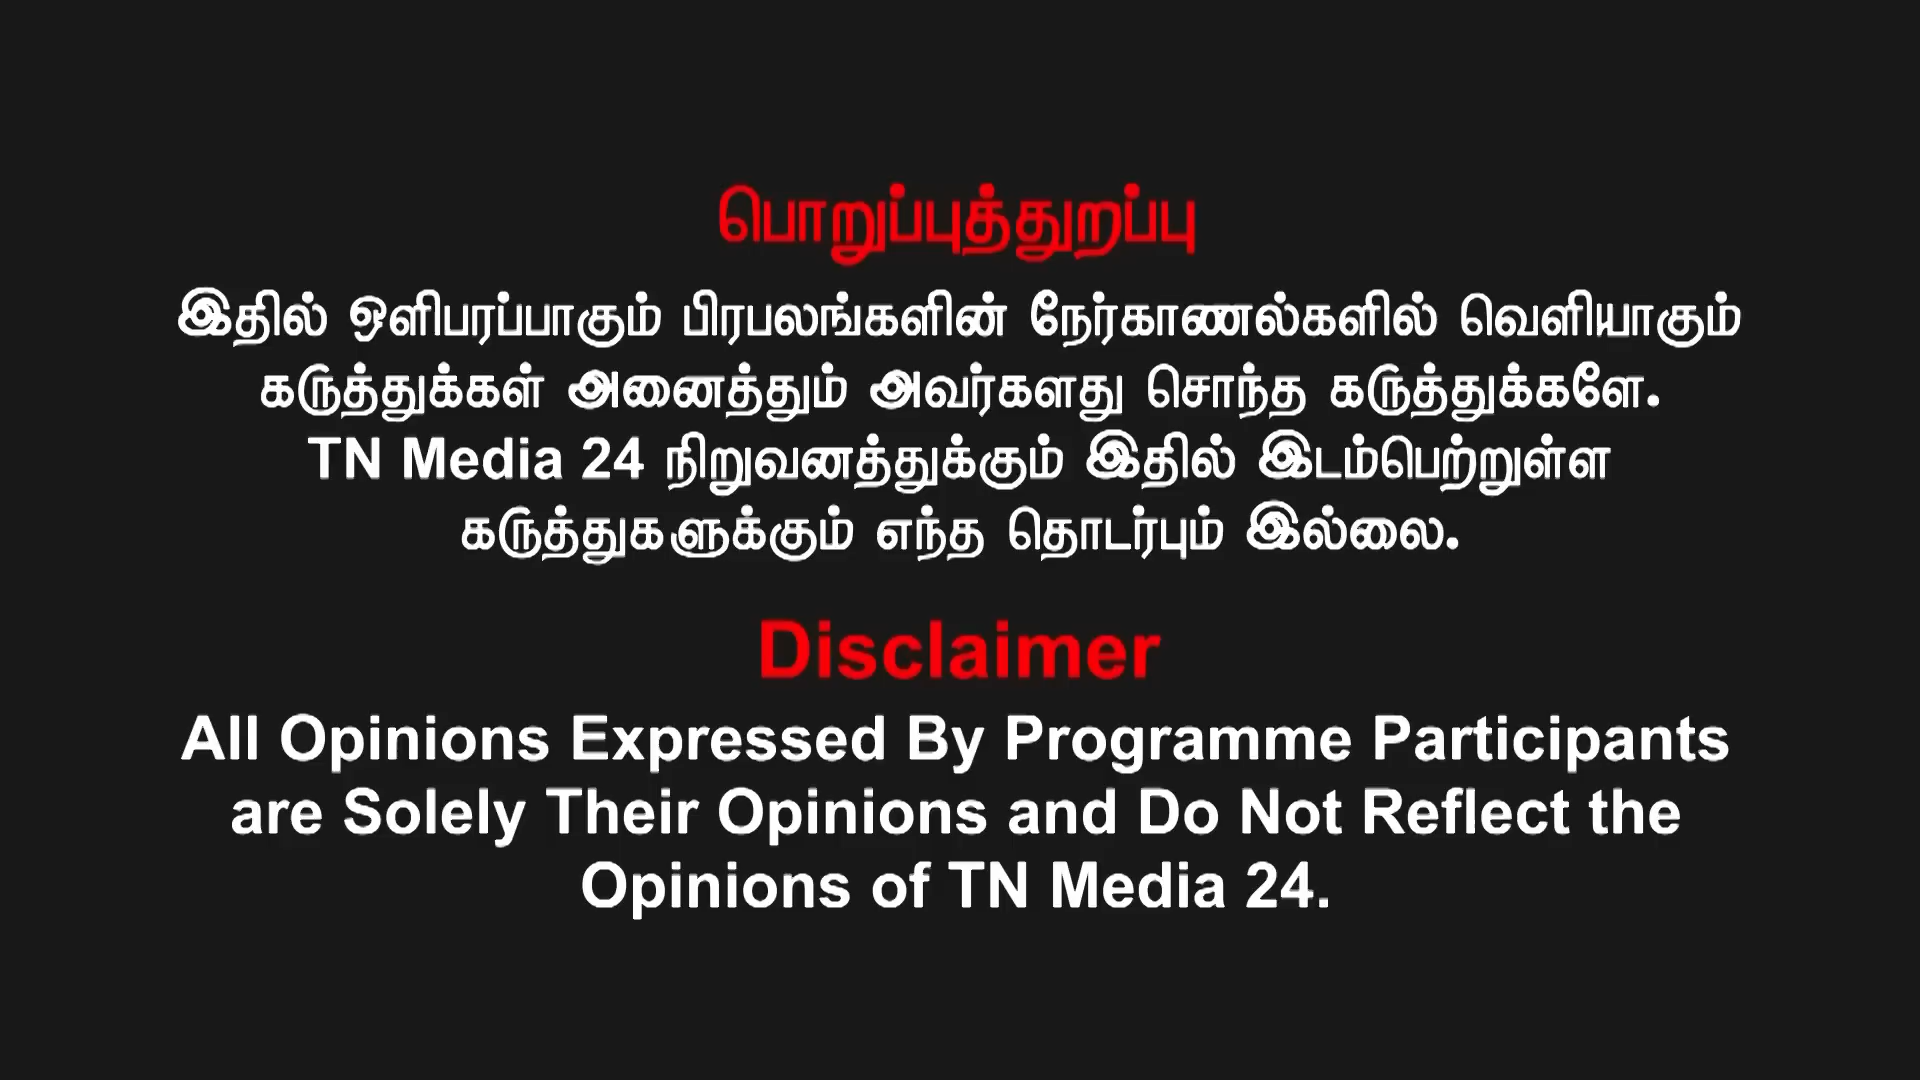 பொறுப்புத்துறப்பு
இதில் ஒளிபரப்பாகும் பிரபலங்களின் நேர்காணல்களில் வெளியாகும்
கருத்துக்கள் அனைத்தும் அவர்களது சொந்த கருத்துக்களே.
TN Media 24 நிறுவனத்துக்கும் இதில் இடம்பெற்றுள்ள
கருத்துகளுக்கும் எந்த தொடர்பும் இல்லை.
Disclaimer
All Opinions Expressed By Programme Participants
are Solely Their Opinions and Do Not Reflect the
Opinions of TN Media 24.